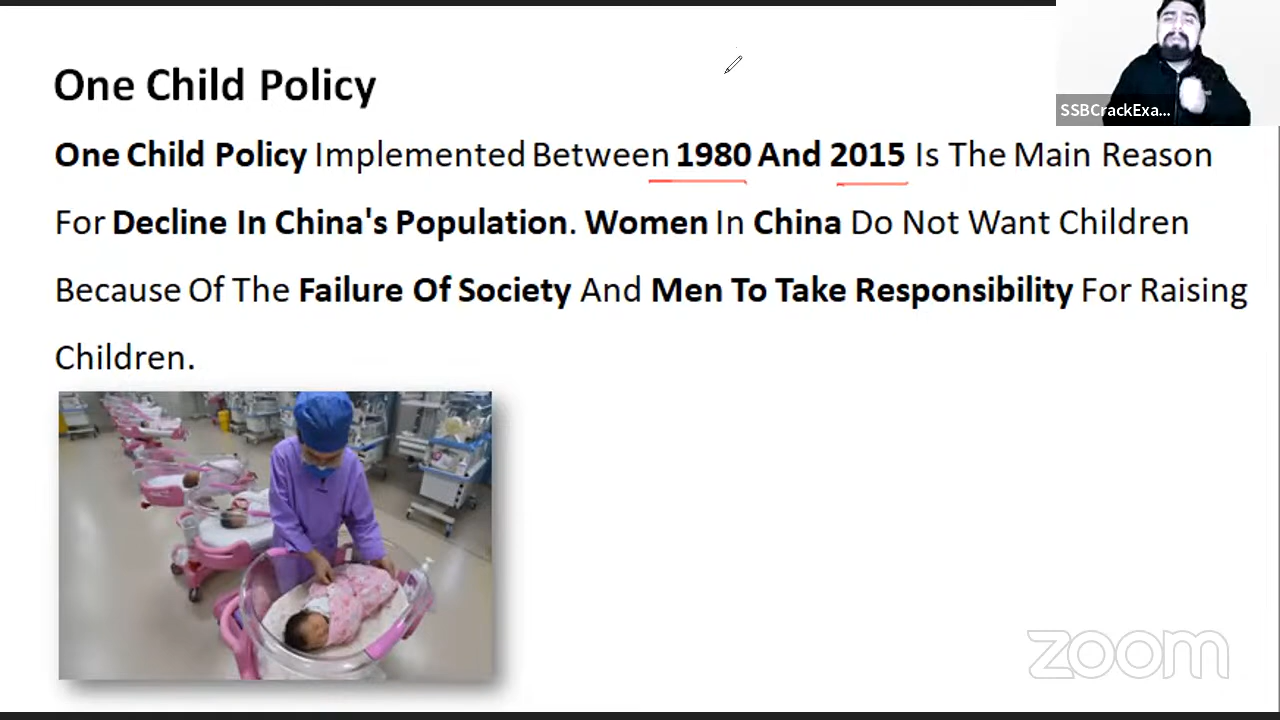 SSBCrackExa...
One Child Policy
One Child Policy Implemented Between 1980 And 2015 Is The Main Reason
For Decline In China's Population. Women In China Do Not Want Children
Because Of The Failure Of Society And Men To Take Responsibility For Raising
Children.
zoom